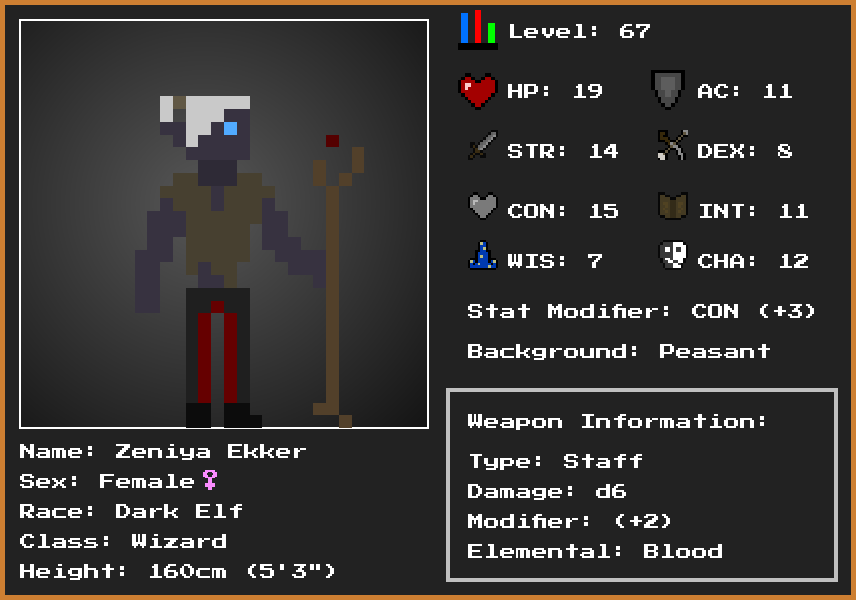 Level: 67
HP: 19 AC: 11
STR: 14 DEX: 8
CON: 15 INT: 11
WIS: 7 CHA: 12
Stat Modifier: CON (+3)
Background: Peasant
Weapon Information:
Type: Staff
Damage: d6
Modifier: (+2)
Elemental: Blood
Name: Zeniya Ekker
Sex: Female♀
Race: Dark Elf
Class: Wizard
Height: 160cm (5'3")